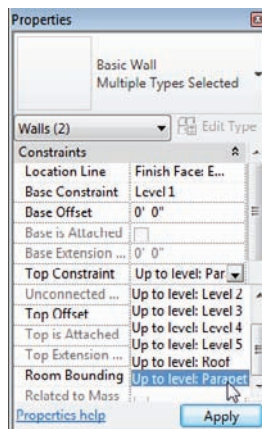 Properties
Basic Wall
Multiple Types Selected
Walls (2)
Edit Type
Constraints
Location Line Finish Face: E...
Base Constraint Level 1
Base Offset 0' 0"
Base is Attached
Base Extension ... 0' 0"
Top Constraint Up to level: Par
Unconnected ... Up to level: Level 2
Top Offset Up to level: Level 3
Up to level: Level 4
Top is Attached Up to level: Level 5
Top Extension ... Up to level: Roof
Room Bounding Up to level: Parapet
Related to Mass
Properties help
Apply